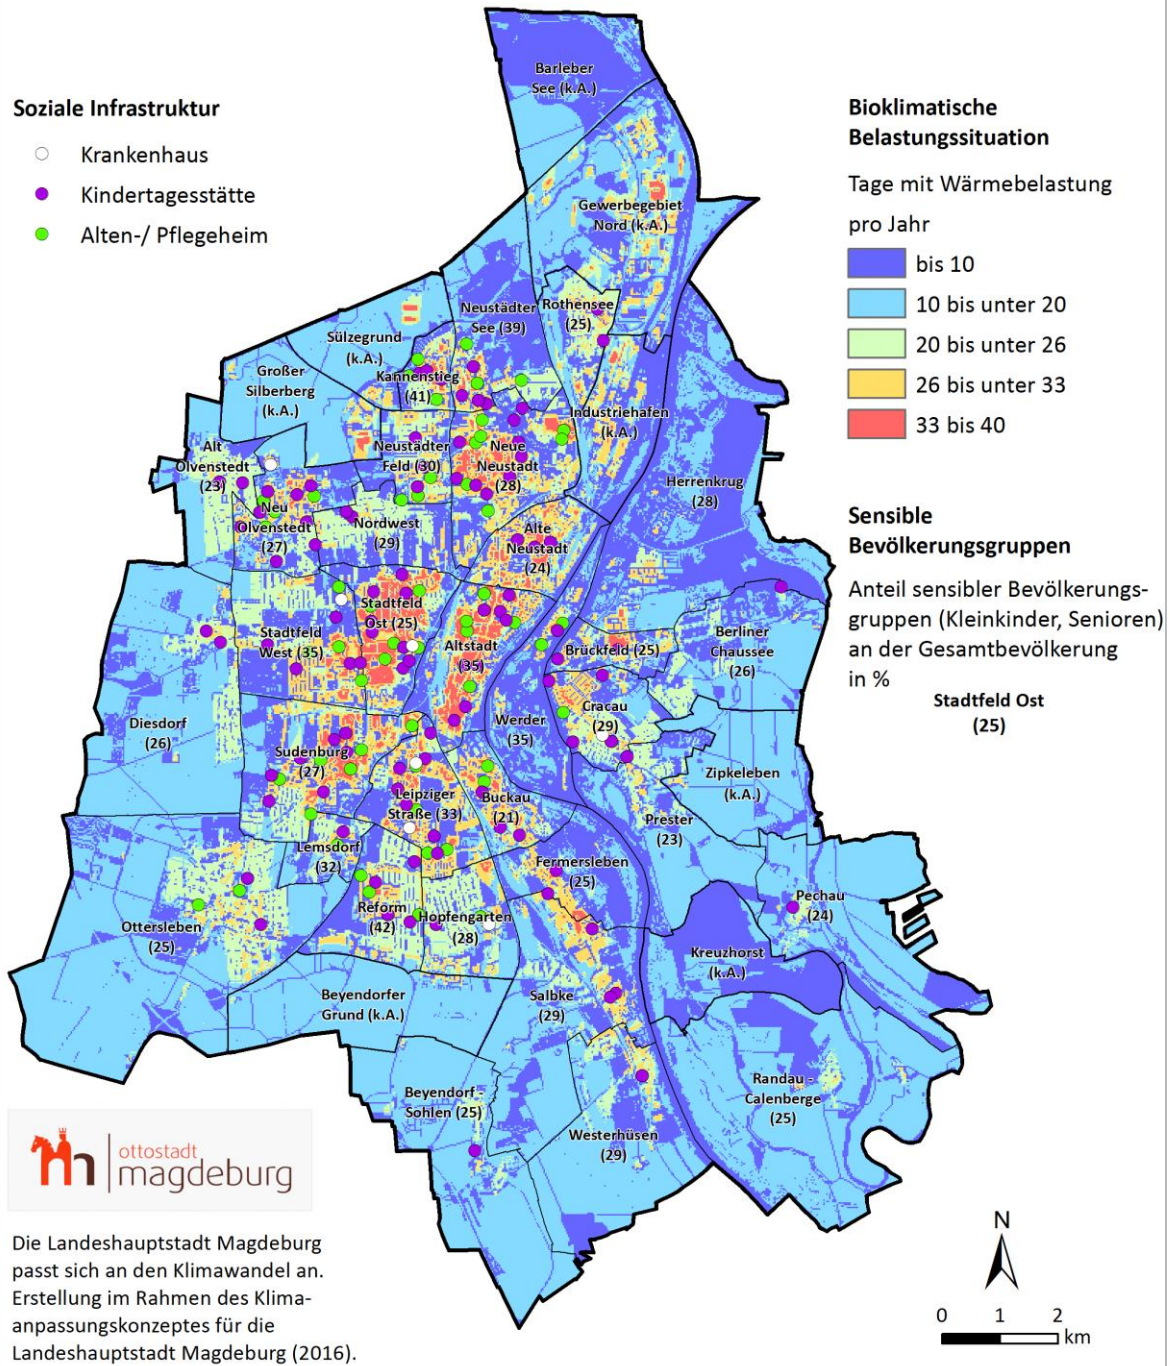 Soziale Infrastruktur
Krankenhaus
Kindertagesstätte
Alten-/ Pflegeheim
Bioklimatische
Belastungssituation
Tage mit Wärmebelastung
pro Jahr
bis 10
10 bis unter 20
20 bis unter 26
26 bis unter 33
33 bis 40
Sensible
Bevölkerungsgruppen
Anteil sensibler Bevölkerungs-
gruppen (Kleinkinder, Senioren)
an der Gesamtbevölkerung
in %
Stadtfeld Ost
(25)
Barleber
See (k.A.)
Gewerbegebiet
Nord (k.A.)
Neustädter
See (39)
Rothensee
(25)
Sülzegrund
(k.A.)
Großer
Silberberg
(k.A.)
Kannenstieg
(41)
Industriehafen
(k.A.)
Alt
Olvenstedt
(23)
Neustädter
Feld (30)
Neue
Neustadt
(28)
Herrenkrug
(28)
Neu
Olvenstedt
(27)
Nordwest
(29)
Alte
Neustadt
(24)
Stadtfeld
Ost (25)
Stadtfeld
West (35)
Altstadt
(35)
Brückfeld (25)
Berliner
Chaussee
(26)
Diesdorf
(26)
Werder
(35)
Cracau
(29)
Sudenburg
(27)
Zipkeleben
(k.A.)
Leipziger
Straße (33)
Buckau
(21)
Prester
(23)
Lemsdorf
(32)
Fermersleben
(25)
Pechau
(24)
Ottersleben
(25)
Reform
(42)
Hopfengarten
(28)
Kreuzhorst
(k.A.)
Beyendorfer
Grund (k.A.)
Salbke
(29)
Randau -
Calenberge
(25)
Beyendorf -
Sohlen (25)
Westerhüsen
(29)
ottostadt
magdeburg
Die Landeshauptstadt Magdeburg
passt sich an den Klimawandel an.
Erstellung im Rahmen des Klima-
anpassungskonzeptes für die
Landeshauptstadt Magdeburg (2016).
N
0 1 2
km